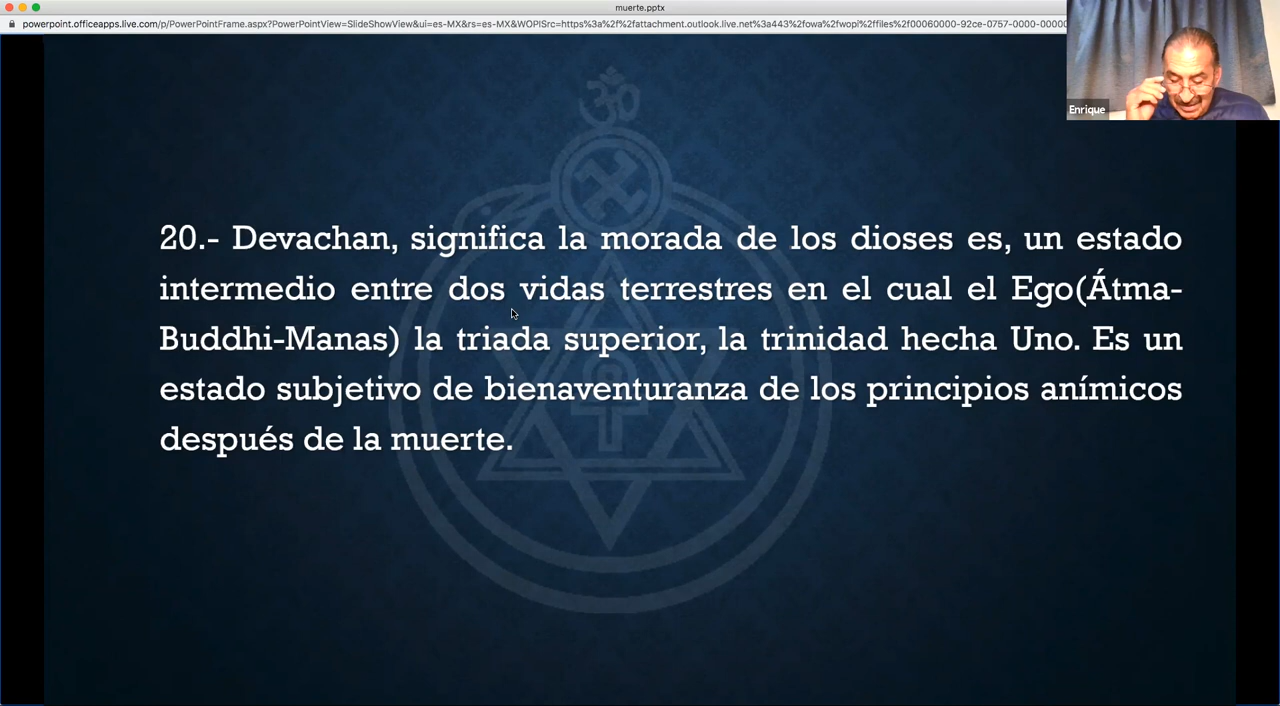 muerte.pptx
powerpoint.officeapps.live.com/p/PowerPointFrame.aspx?PowerPointView=SlideShowView&ui=es-MX&rs=es-MX&WOPISrc=https%3a%2f%2fattachment.outlook.live.net%3a443%2fowa%2fwopi%2ffiles%2f00060000-92ce-0757-0000-00000
Enrique
ॐ
20.- Devachan, significa la morada de los dioses es, un estado
intermedio entre dos vidas terrestres en el cual el Ego(Átma-
Buddhi-Manas) la triada superior, la trinidad hecha Uno. Es un
estado subjetivo de bienaventuranza de los principios anímicos
después de la muerte.